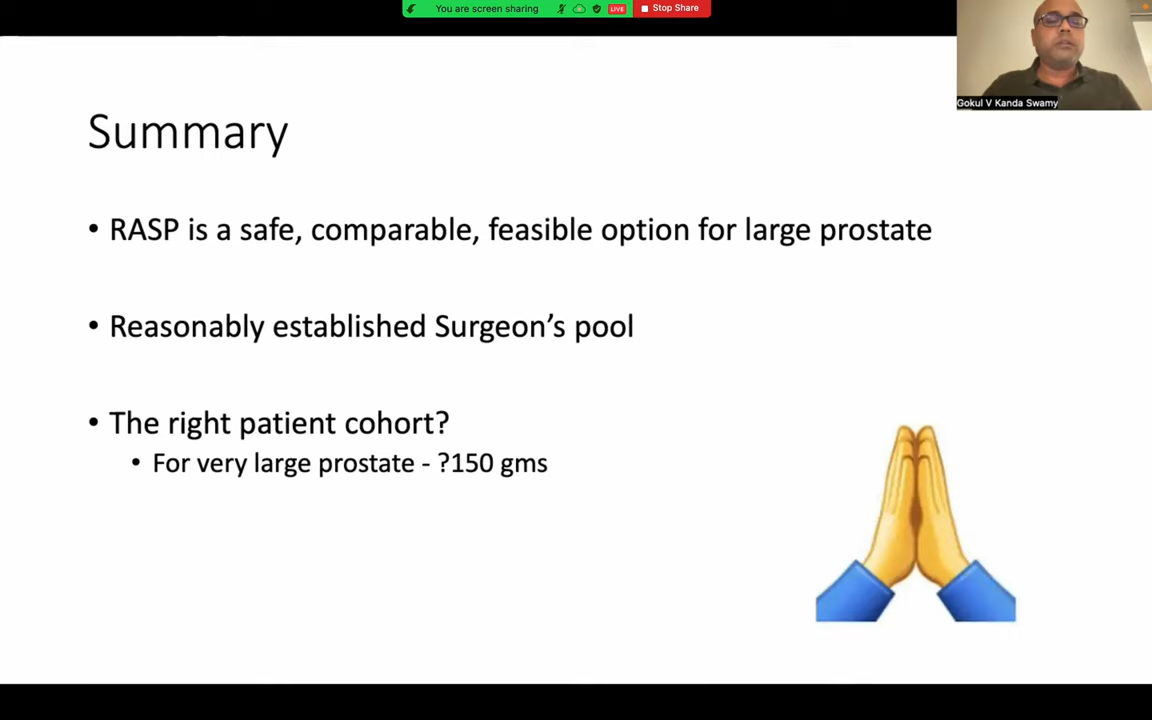 You are screen sharing
LIVE
Stop Share
Gokul V Kanda Swamy
Summary
• RASP is a safe, comparable, feasible option for large prostate
• Reasonably established Surgeon’s pool
• The right patient cohort?
• For very large prostate - ?150 gms